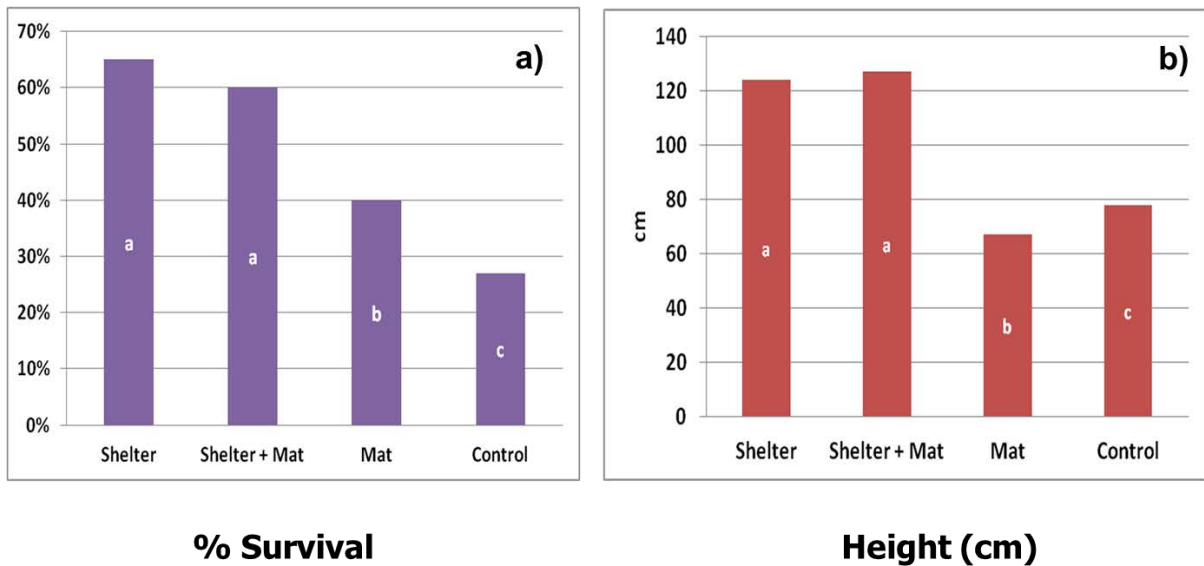 70%
60%
50%
40%
30%
20%
10%
0%
a)
a
a
b
c
Shelter
Shelter + Mat
Mat
Control
% Survival
140
120
100
80
60
40
20
0
cm
b)
a
a
b
c
Shelter
Shelter + Mat
Mat
Control
Height (cm)